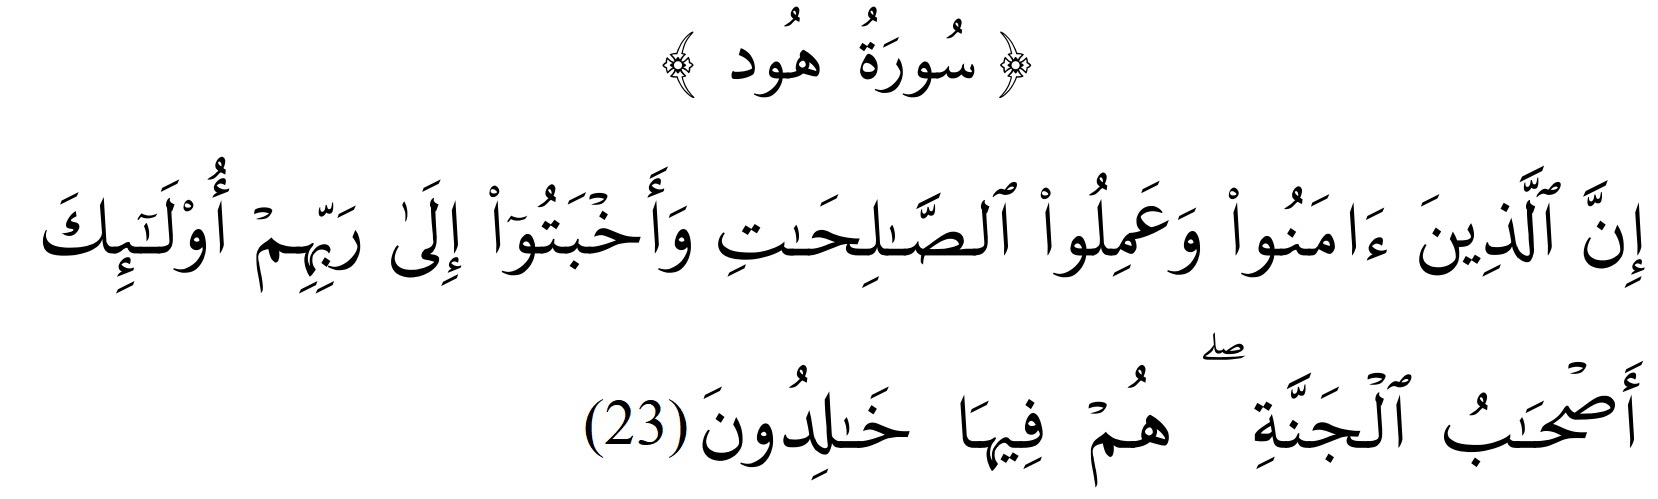 ﴿ سُورَةُ هُود ﴾
إِنَّ ٱلَّذِينَ ءَامَنُوا۟ وَعَمِلُوا۟ ٱلصَّـٰلِحَـٰتِ وَأَخْبَتُوٓا۟ إِلَىٰ رَبِّهِمْ أُو۟لَـٰٓئِكَ
أَصْحَـٰبُ ٱلْجَنَّةِ ۖ هُمْ فِيهَا خَـٰلِدُونَ (23)